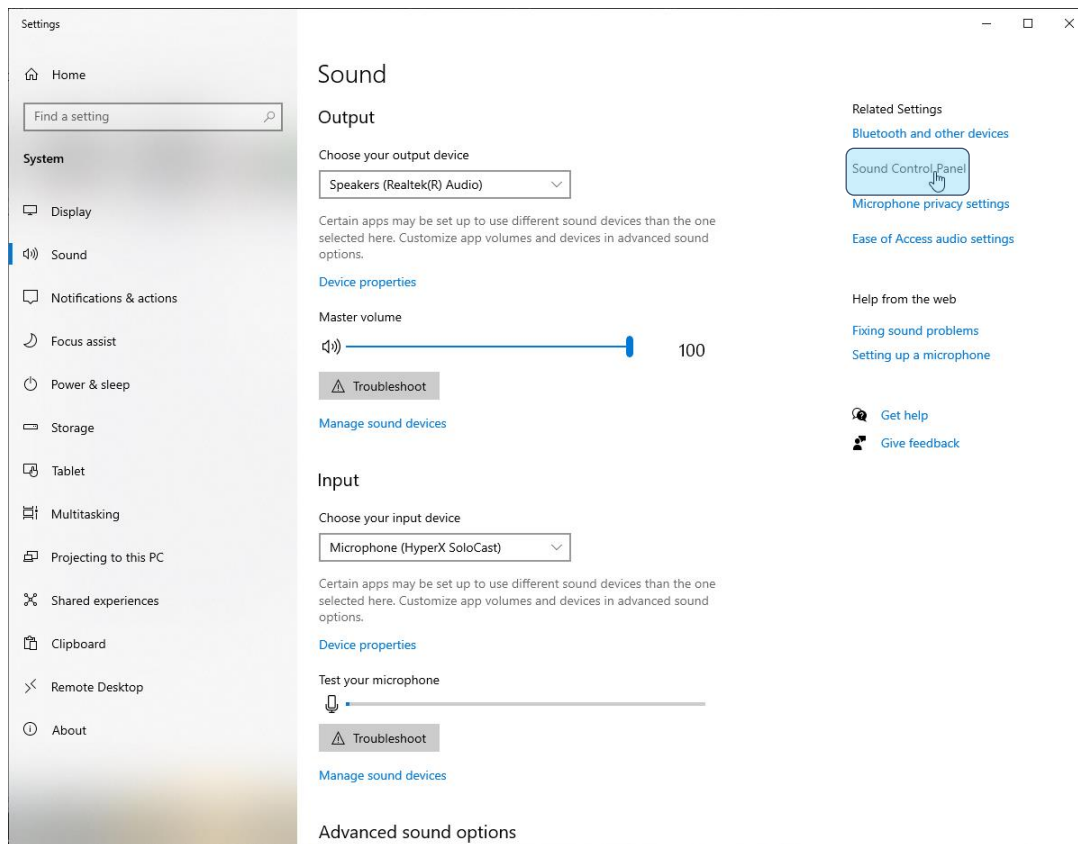 Settings
Home
Find a setting
System
Display
Sound
Notifications & actions
Focus assist
Power & sleep
Storage
Tablet
Multitasking
Projecting to this PC
Shared experiences
Clipboard
Remote Desktop
About
Sound
Output
Choose your output device
Speakers (Realtek(R) Audio)
Certain apps may be set up to use different sound devices than the one
selected here. Customize app volumes and devices in advanced sound
options.
Device properties
Master volume
100
Troubleshoot
Manage sound devices
Input
Choose your input device
Microphone (HyperX SoloCast)
Certain apps may be set up to use different sound devices than the one
selected here. Customize app volumes and devices in advanced sound
options.
Device properties
Test your microphone
Troubleshoot
Manage sound devices
Advanced sound options
Related Settings
Bluetooth and other devices
Sound Control Panel
Microphone privacy settings
Ease of Access audio settings
Help from the web
Fixing sound problems
Setting up a microphone
Get help
Give feedback